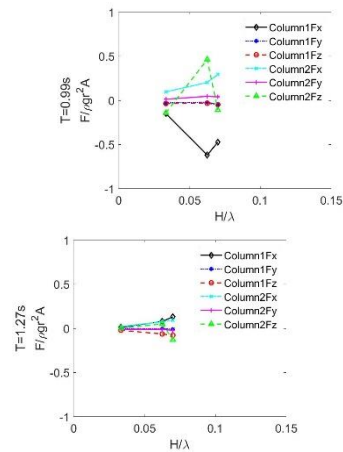 1
0.5
0
-0.5
-1
T=0.99s
F/ρgr²A
Column1Fx
Column1Fy
Column1Fz
Column2Fx
Column2Fy
Column2Fz
0 0.05 0.1 0.15
H/λ
1
0.5
0
-0.5
-1
T=1.27s
F/ρgr²A
Column1Fx
Column1Fy
Column1Fz
Column2Fx
Column2Fy
Column2Fz
0 0.05 0.1 0.15
H/λ